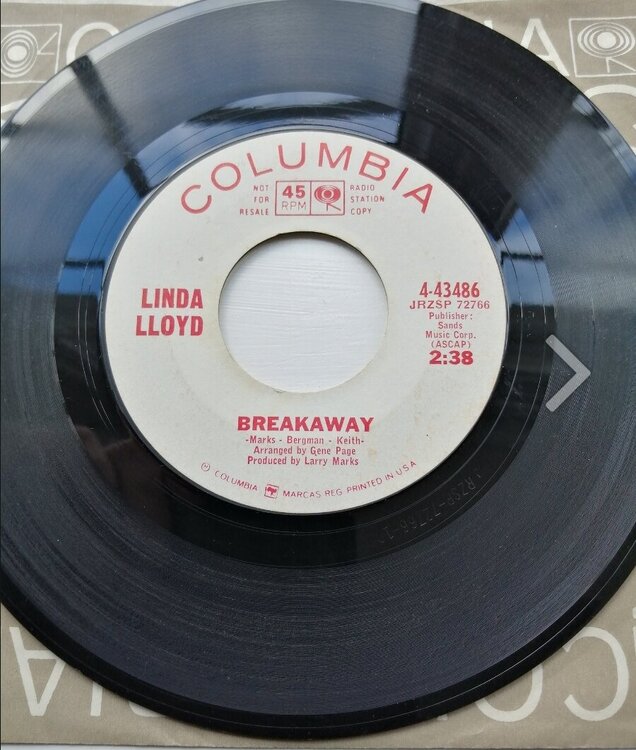 COLUMBIA
NOT
FOR
RESALE
45
RPM
RADIO
STATION
COPY
LINDA
LLOYD
4-43486
JRZSP 72766
Publisher:
Sands
Music Corp.
(ASCAP)
2:38
BREAKAWAY
-Marks - Bergman - Keith-
Arranged by Gene Page
Produced by Larry Marks
Ⓟ COLUMBIA MARCAS REG. PRINTED IN U.S.A.